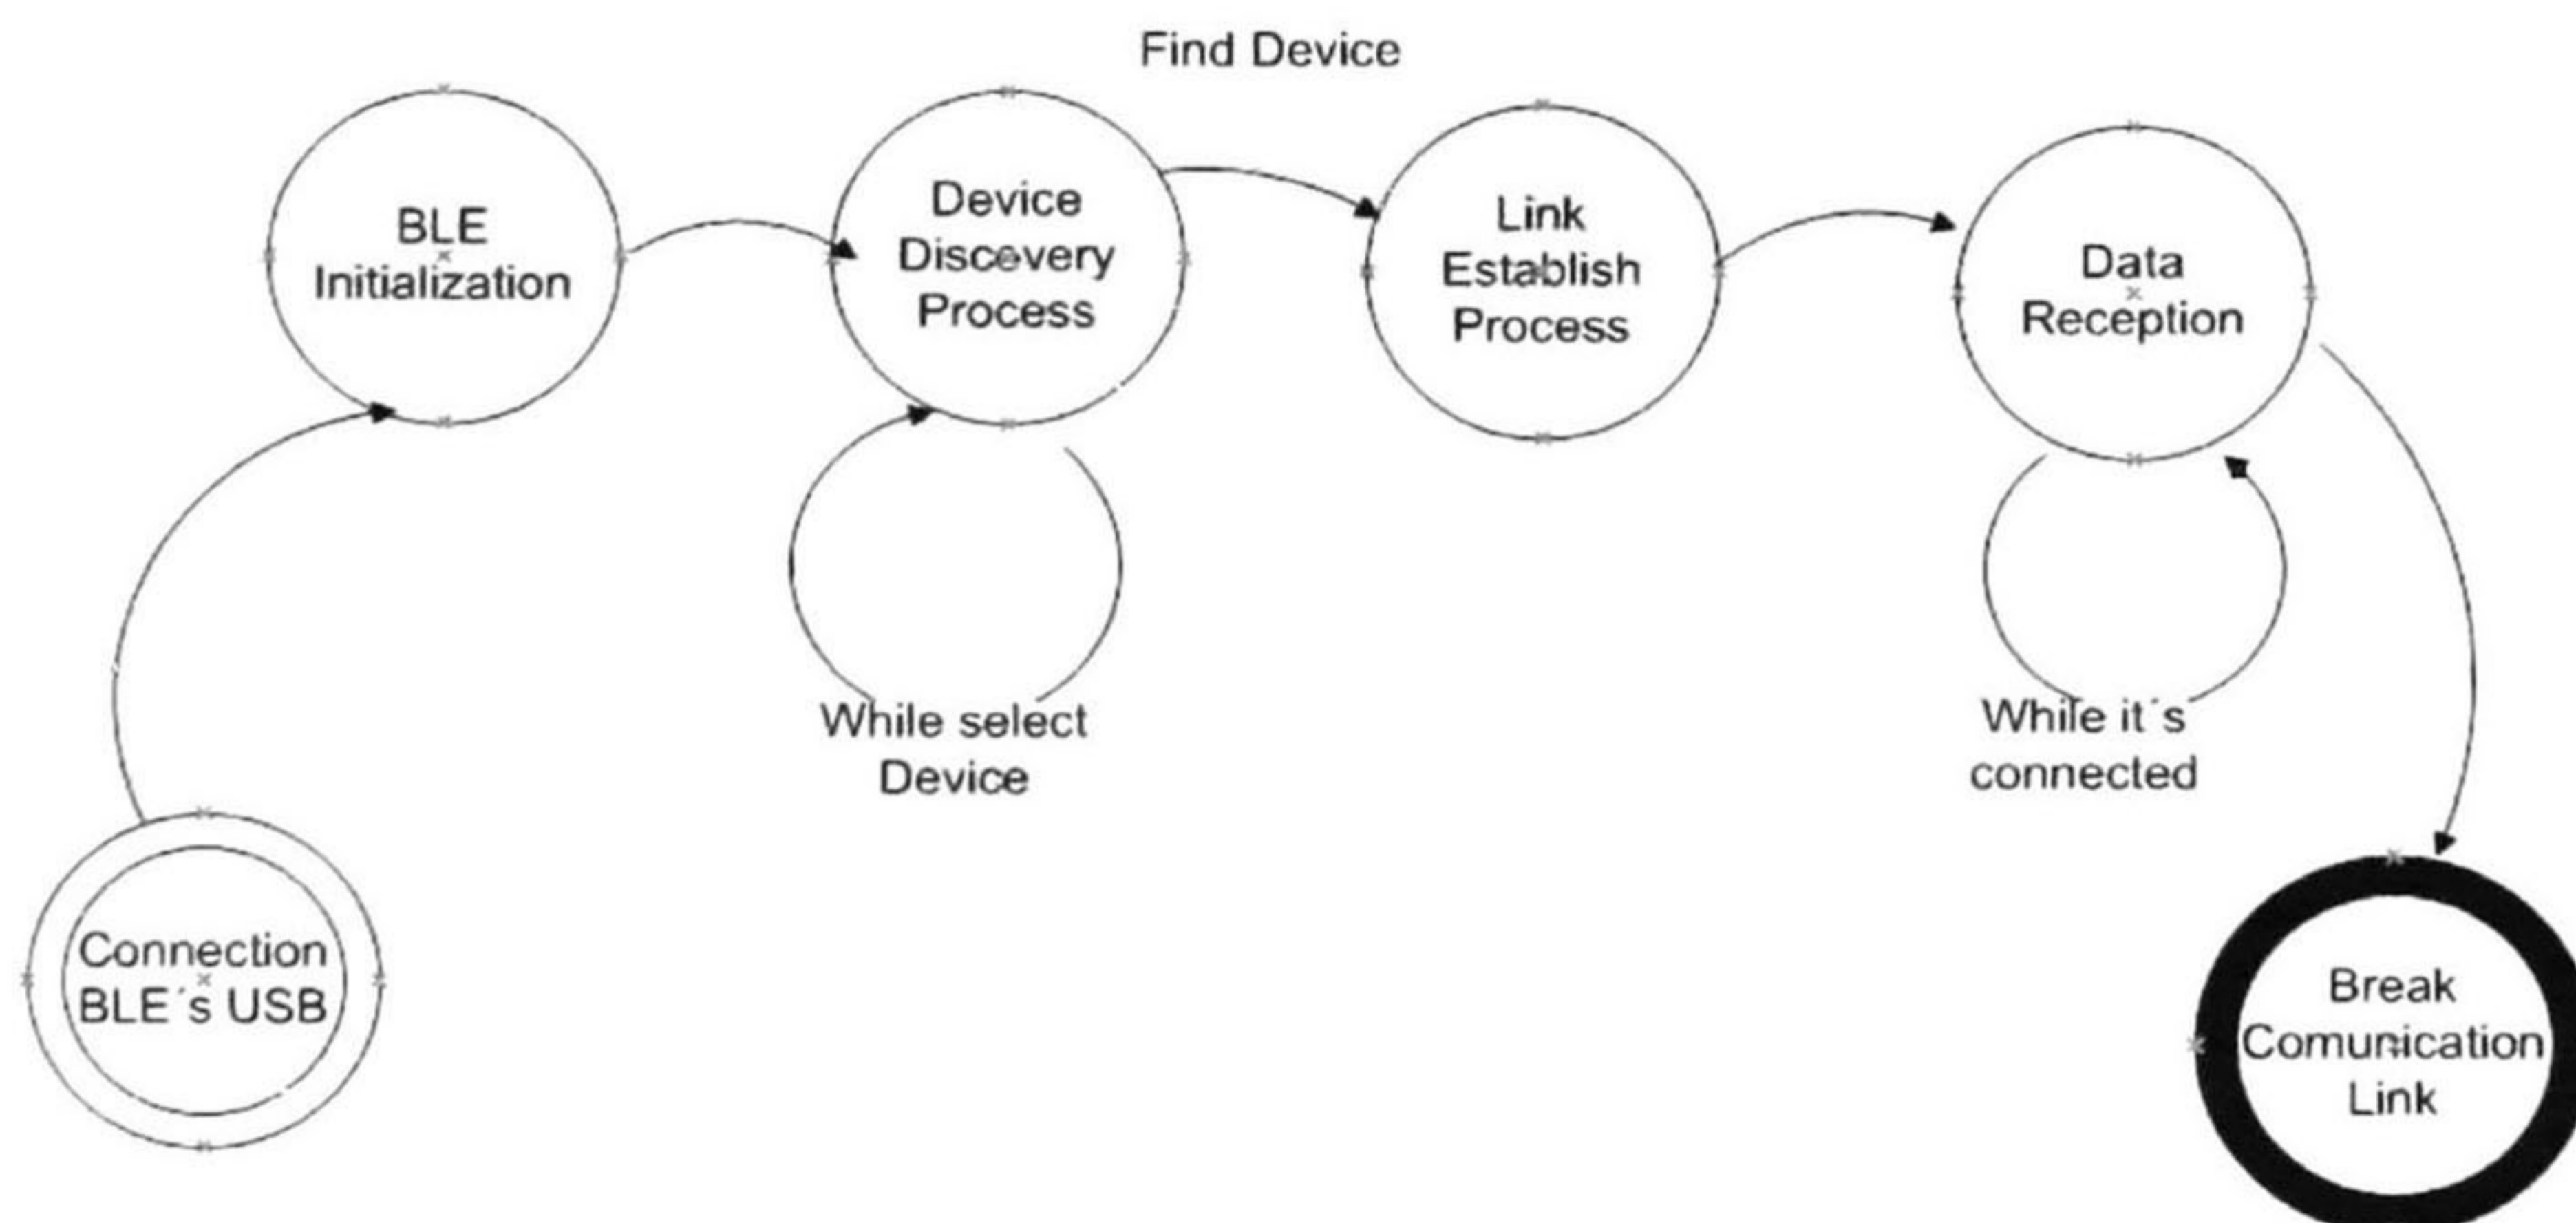 Find Device
BLE
Initialization
Device
Discevery
Process
Link
Establish
Process
Data
Reception
While select
Device
While it´s
connected
Connection
BLE´s USB
Break
Comunication
Link